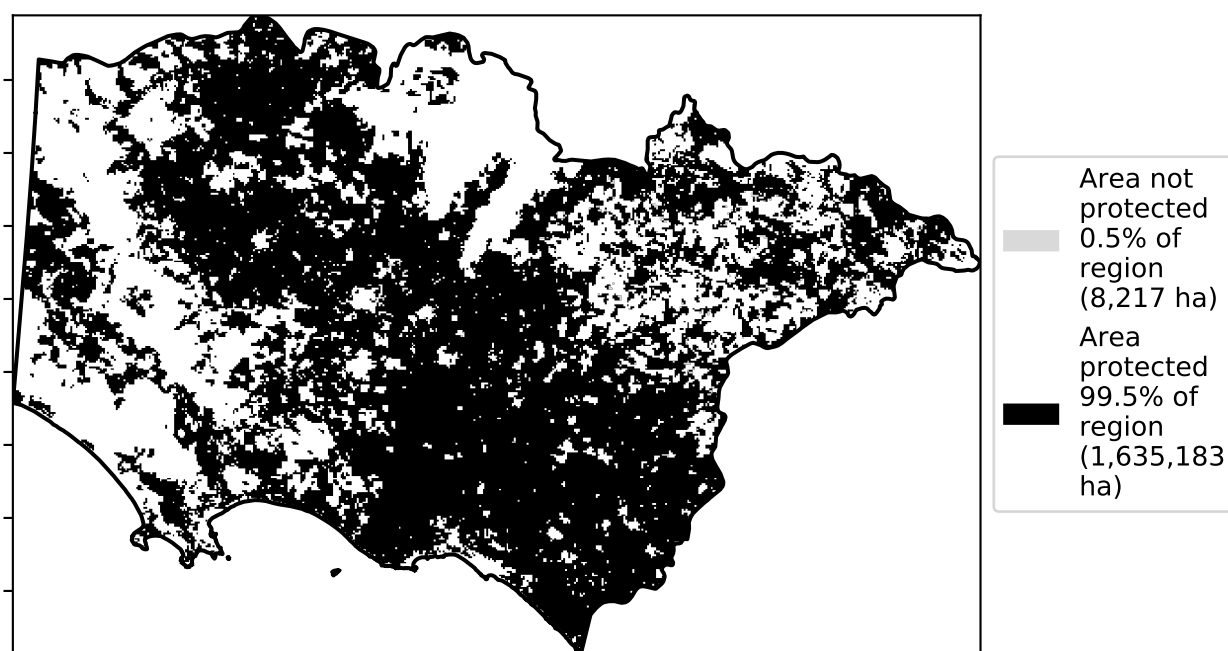 Area not
protected
0.5% of
region
(8,217 ha)
Area
protected
99.5% of
region
(1,635,183
ha)